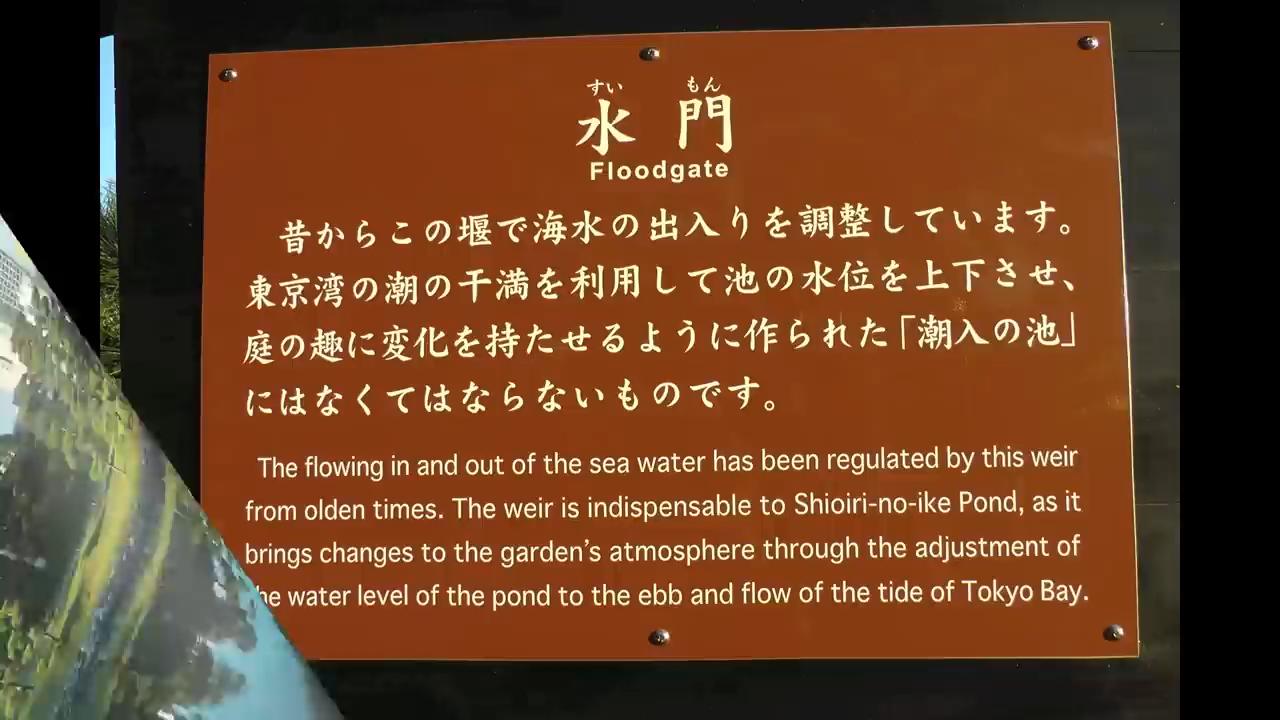 すい もん
水門
Floodgate
昔からこの堰で海水の出入りを調整しています。
東京湾の潮の干満を利用して池の水位を上下させ、
庭の趣に変化を持たせるように作られた「潮入の池」
にはなくてはならないものです。
The flowing in and out of the sea water has been regulated by this weir
from olden times. The weir is indispensable to Shioiri-no-ike Pond, as it
brings changes to the garden's atmosphere through the adjustment of
he water level of the pond to the ebb and flow of the tide of Tokyo Bay.